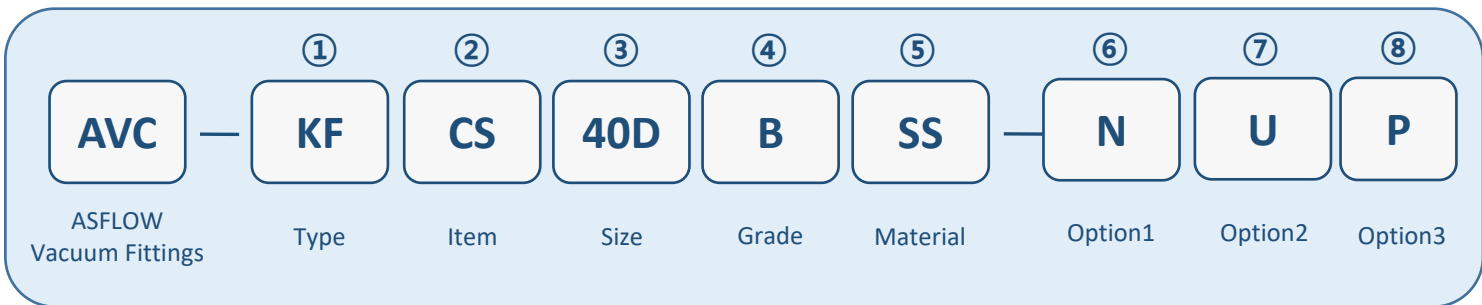 ① ② ③ ④ ⑤ ⑥ ⑦ ⑧
AVC — KF CS 40D B SS — N U P
ASFLOW
Vacuum Fittings
Type Item Size Grade Material Option1 Option2 Option3